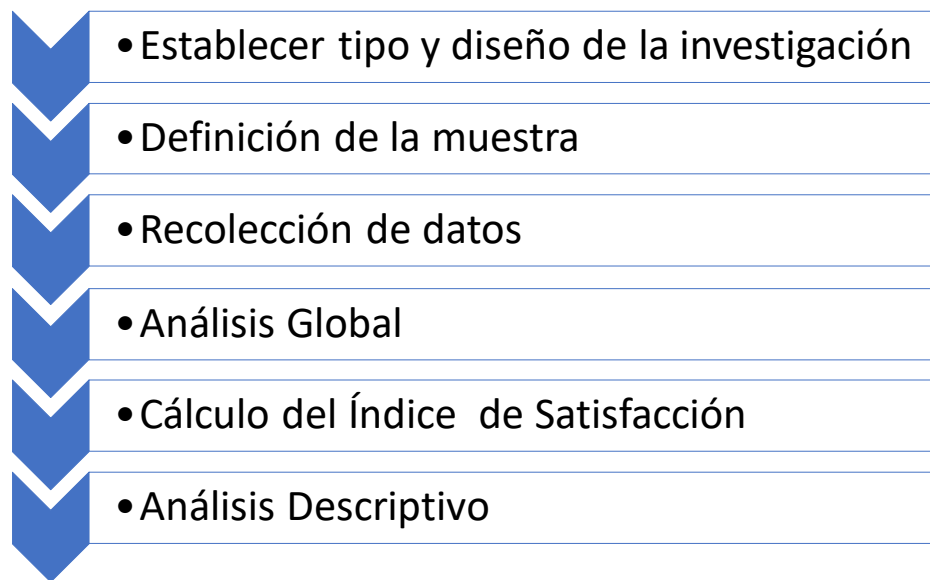 •Establecer tipo y diseño de la investigación
•Definición de la muestra
•Recolección de datos
•Análisis Global
•Cálculo del Índice  de Satisfacción
•Análisis Descriptivo